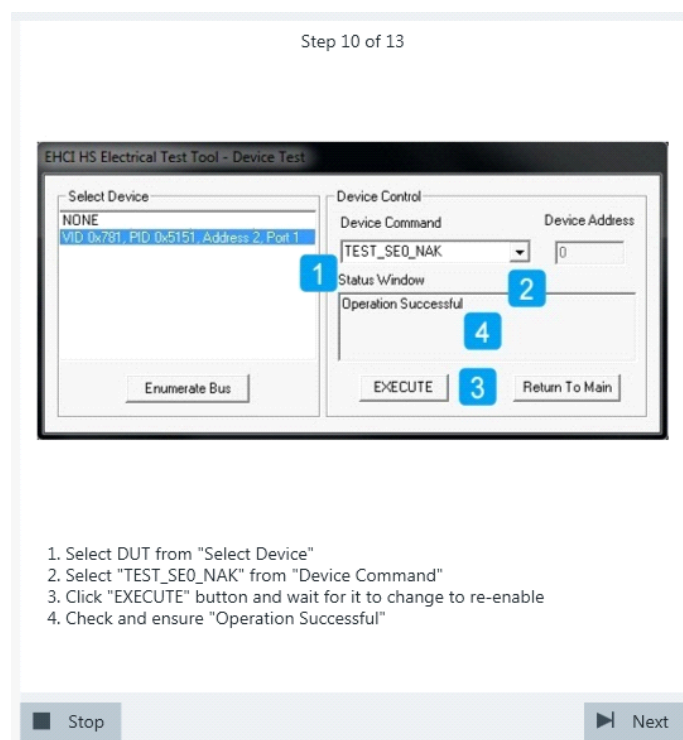 Step 10 of 13
EHCI HS Electrical Test Tool - Device Test
Select Device
NONE
VID 0x781, PID 0x5151, Address 2, Port 1
Enumerate Bus
Device Control
Device Command
Device Address
TEST_SE0_NAK
0
1
Status Window
2
Operation Successful
4
EXECUTE
3
Return To Main
1. Select DUT from "Select Device"
2. Select "TEST_SE0_NAK" from "Device Command"
3. Click "EXECUTE" button and wait for it to change to re-enable
4. Check and ensure "Operation Successful"
Stop
Next